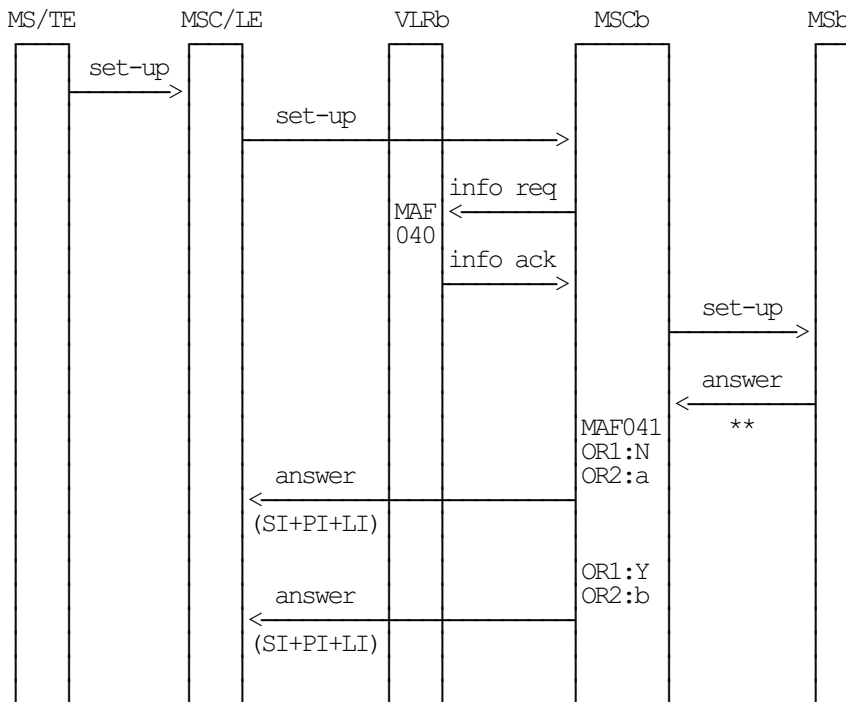 MS/TE MSC/LE VLRb MSCb MSb
set-up
set-up
info req
MAF
040
info ack
set-up
answer
**
MAF041
OR1:N
OR2:a
answer
(SI+PI+LI)
OR1:Y
OR2:b
answer
(SI+PI+LI)